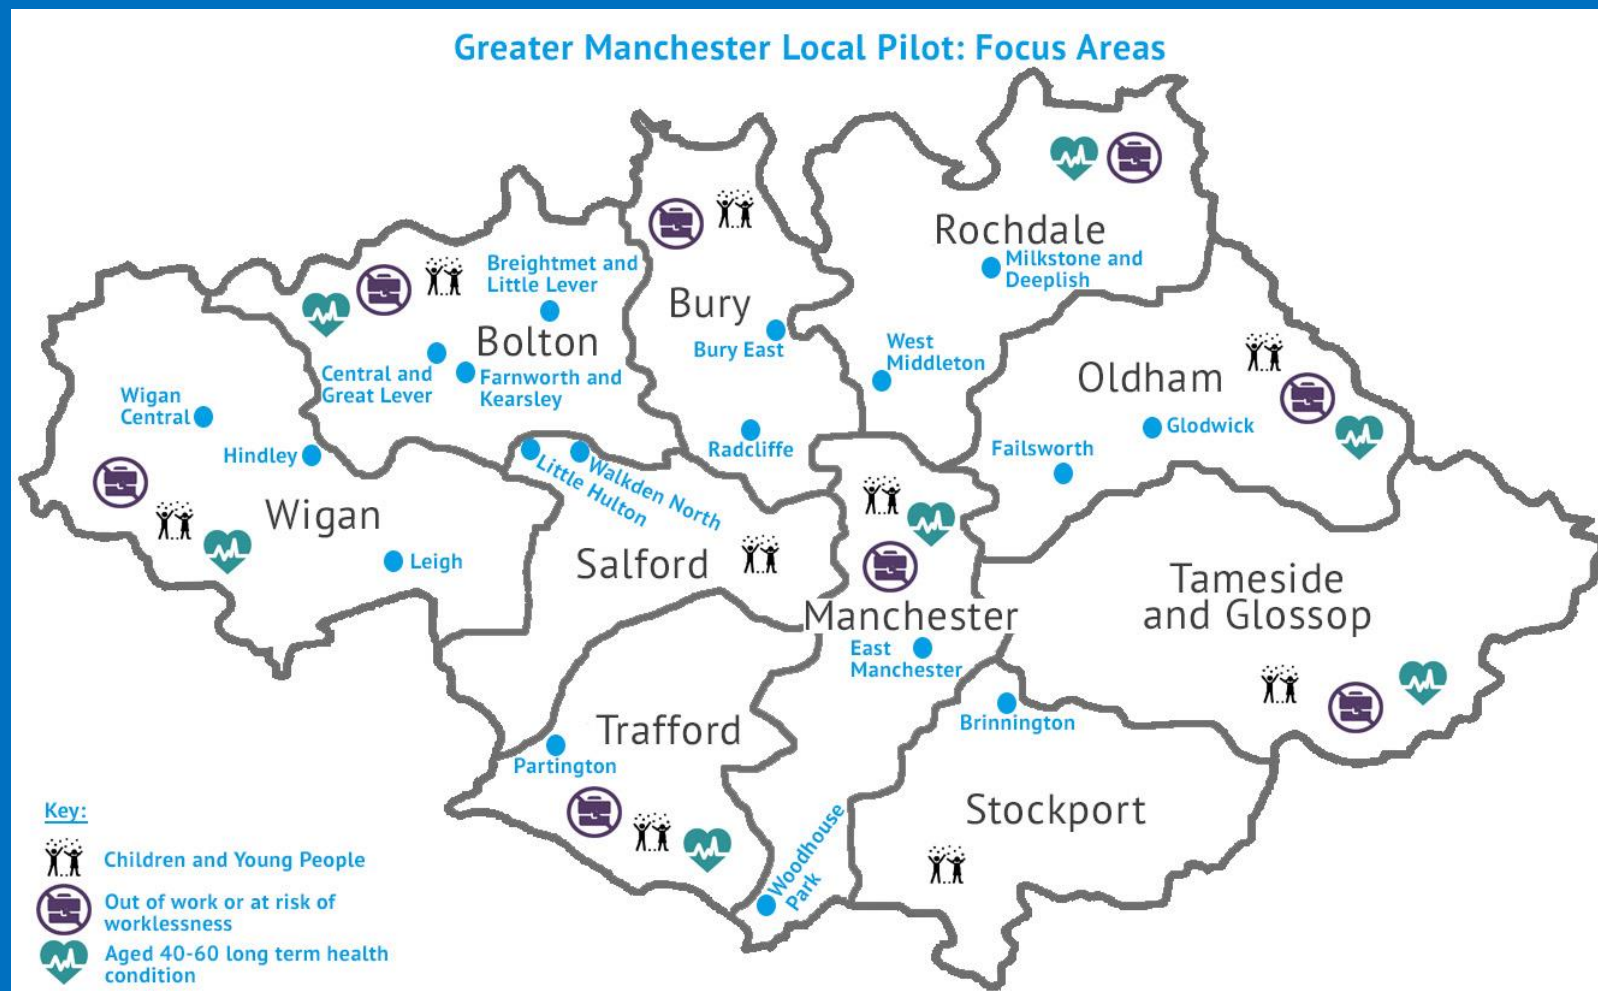 Greater Manchester Local Pilot: Focus Areas
Rochdale
Milkstone and
Deeplish
West
Middleton
Breightmet and
Little Lever
Bolton
Central and
Great Lever
Farnworth and
Kearsley
Bury
Bury East
Radcliffe
Oldham
Glodwick
Failsworth
Wigan
Central
Hindley
Wigan
Leigh
Little Hulton
Walkden North
Salford
Manchester
East
Manchester
Tameside
and Glossop
Trafford
Partington
Brinnington
Stockport
Woodhouse
Park
Key:
Children and Young People
Out of work or at risk of
worklessness
Aged 40-60 long term health
condition